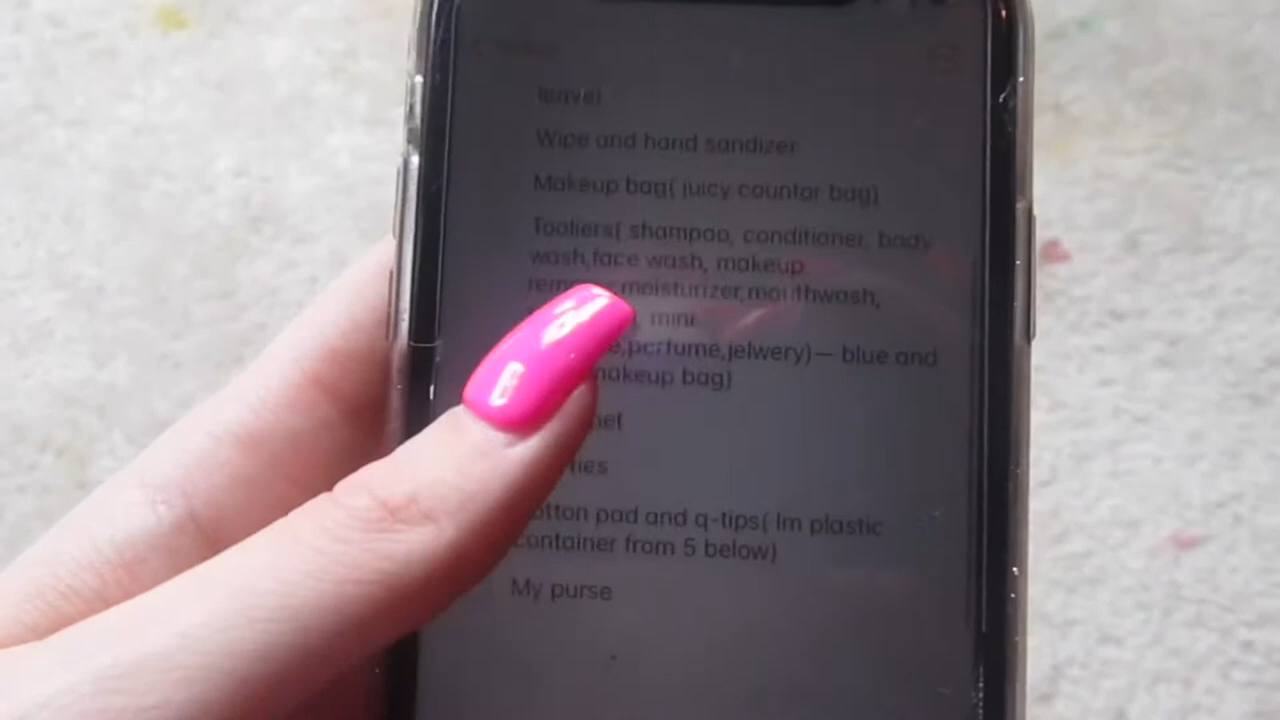 Wipe and hand sandizer
Makeup bag( juicy countor bag)
Tooliers( shampoo, conditioner, body
wash,face wash, makeup
moisturizer,mouthwash,
mini
,perfume,jelwery)— blue and
makeup bag)
otton pad and q-tips( Im plastic
container from 5 below)
My purse